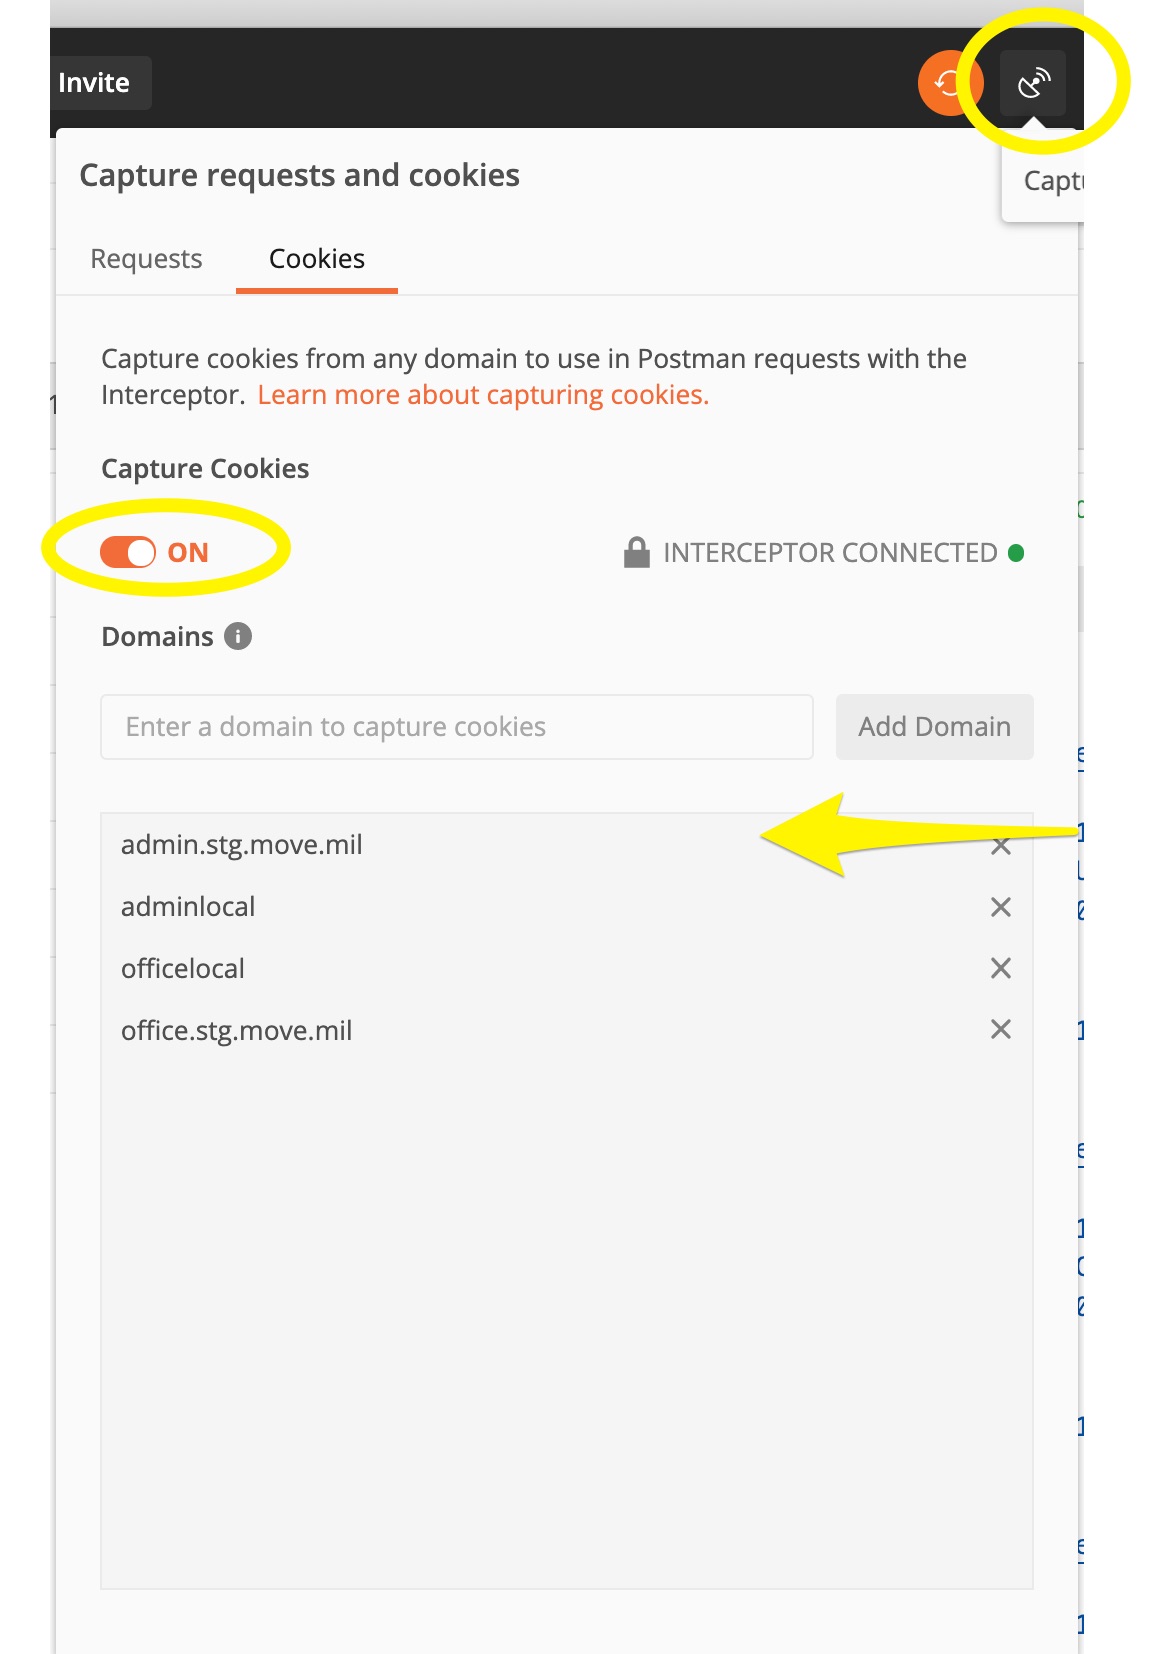 Invite
Capture requests and cookies
Requests
Cookies
Capture cookies from any domain to use in Postman requests with the
Interceptor. Learn more about capturing cookies.
Capture Cookies
ON
INTERCEPTOR CONNECTED
Domains
Enter a domain to capture cookies
Add Domain
admin.stg.move.mil
adminlocal
officelocal
office.stg.move.mil